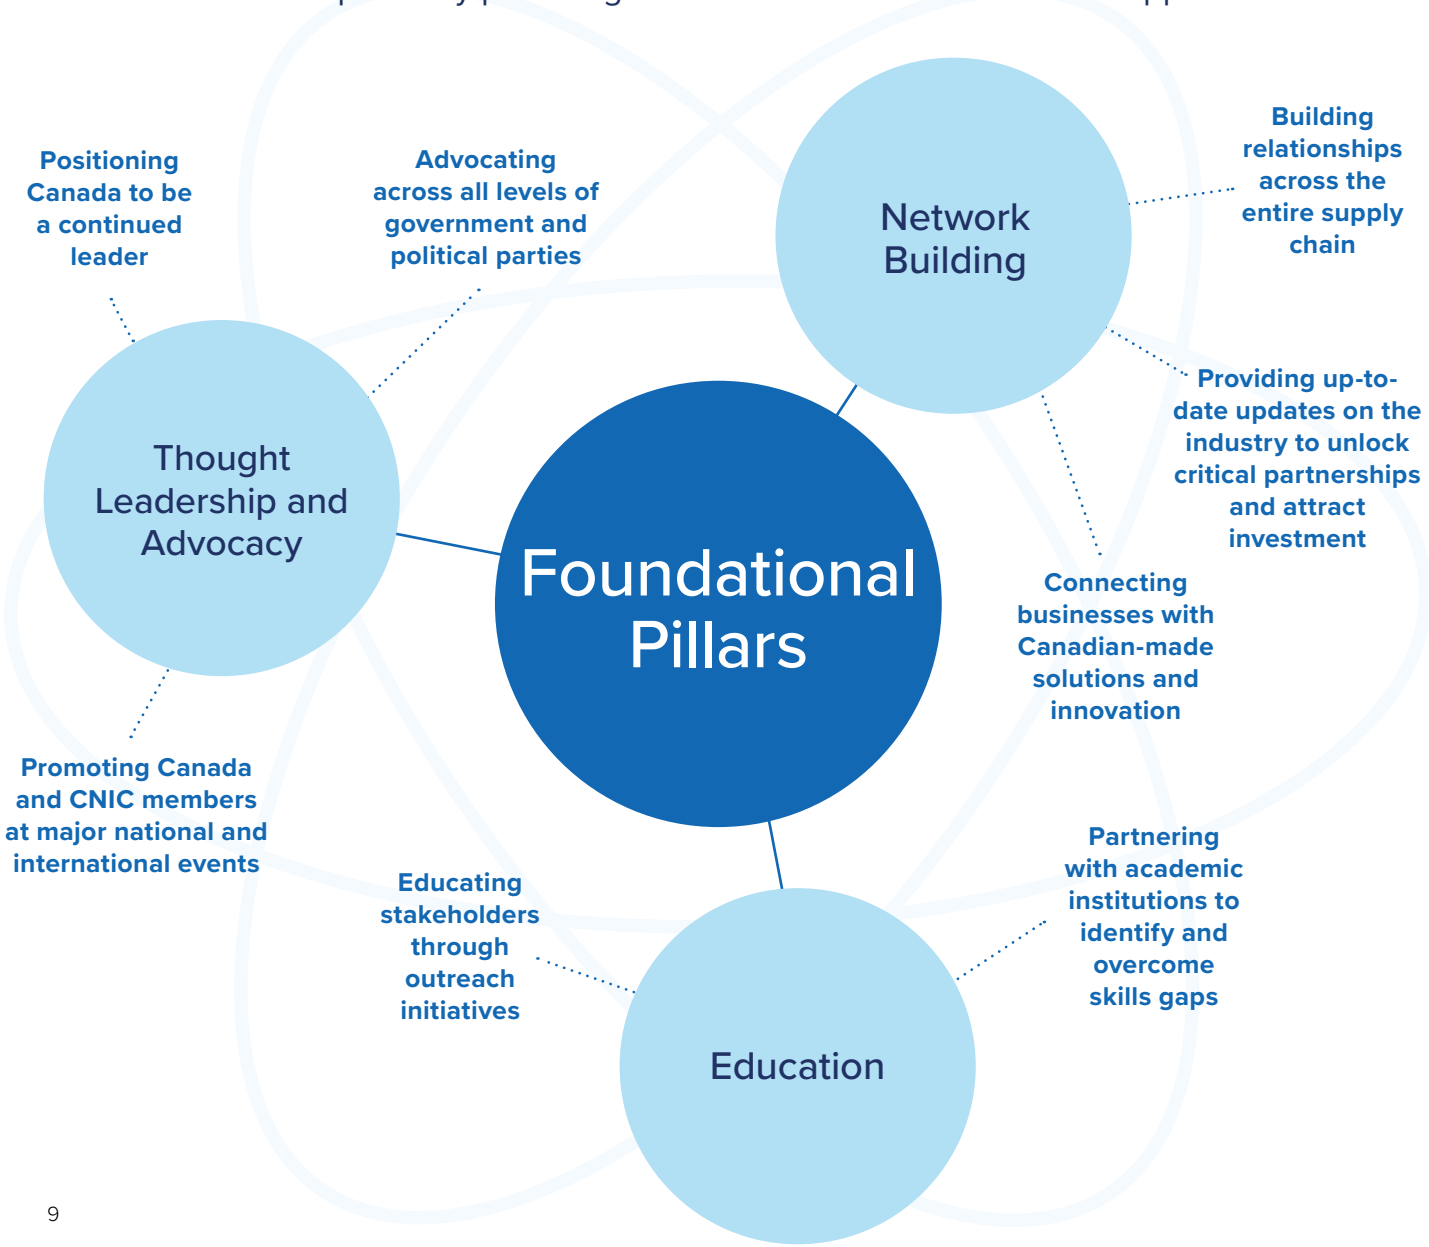 Positioning
Canada to be
a continued
leader
Advocating
across all levels of
government and
political parties
Network
Building
Building
relationships
across the
entire supply
chain
Thought
Leadership and
Advocacy
Providing up-to-
date updates on the
industry to unlock
critical partnerships
and attract
investment
Foundational
Pillars
Connecting
businesses with
Canadian-made
solutions and
innovation
Promoting Canada
and CNIC members
at major national and
international events
Educating
stakeholders
through
outreach
initiatives
Partnering
with academic
institutions to
identify and
overcome
skills gaps
Education
9